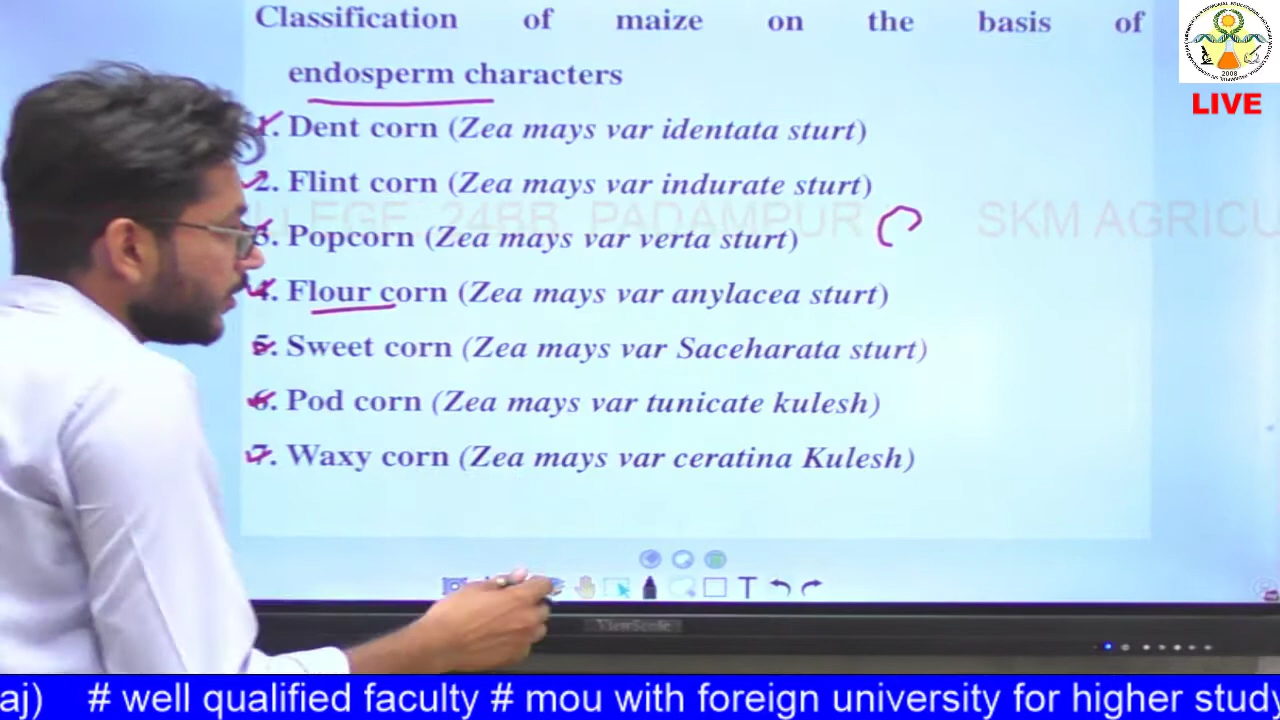 Classification of maize on the basis of
endosperm characters
1. Dent corn (Zea mays var identata sturt)
2. Flint corn (Zea mays var indurate sturt)
COLLEGE, 24BB, PADAMPUR SKM AGRICU
3. Popcorn (Zea mays var verta sturt)
4. Flour corn (Zea mays var anylacea sturt)
5. Sweet corn (Zea mays var Saceharata sturt)
6. Pod corn (Zea mays var tunicate kulesh)
7. Waxy corn (Zea mays var ceratina Kulesh)
T
ViewSonic
2008
LIVE
aj) # well qualified faculty # mou with foreign university for higher study